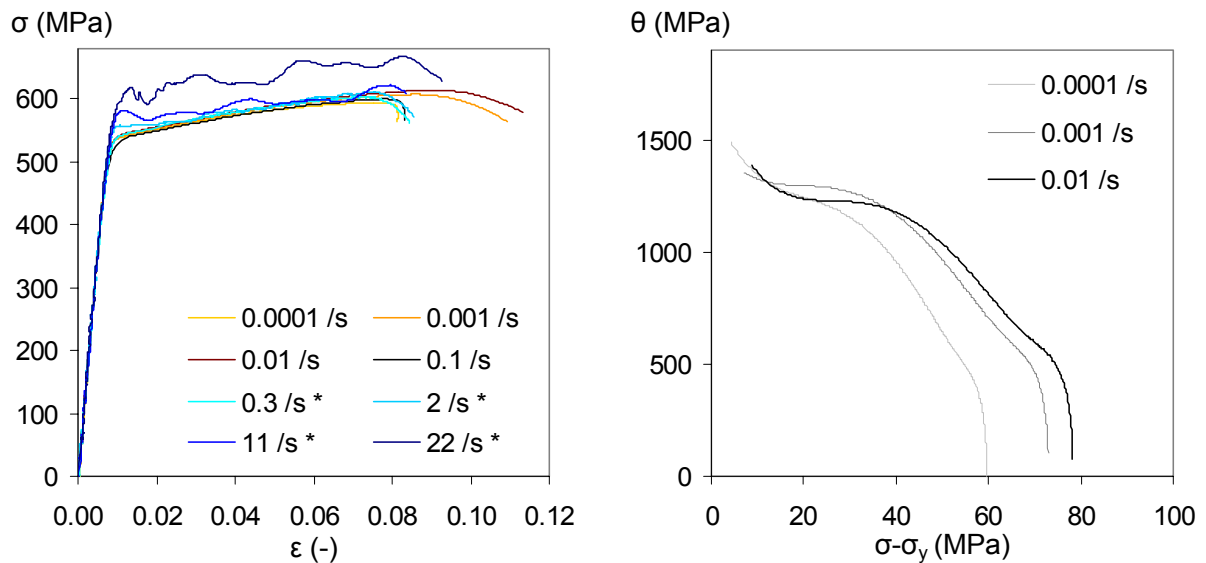 σ (MPa)
600
500
400
300
200
100
0
0.00 0.02 0.04 0.06 0.08 0.10 0.12
ε (-)
0.0001 /s 0.001 /s
0.01 /s 0.1 /s
0.3 /s * 2 /s *
11 /s * 22 /s *
θ (MPa)
1500
1000
500
0
0 20 40 60 80 100
σ-σy (MPa)
0.0001 /s
0.001 /s
0.01 /s